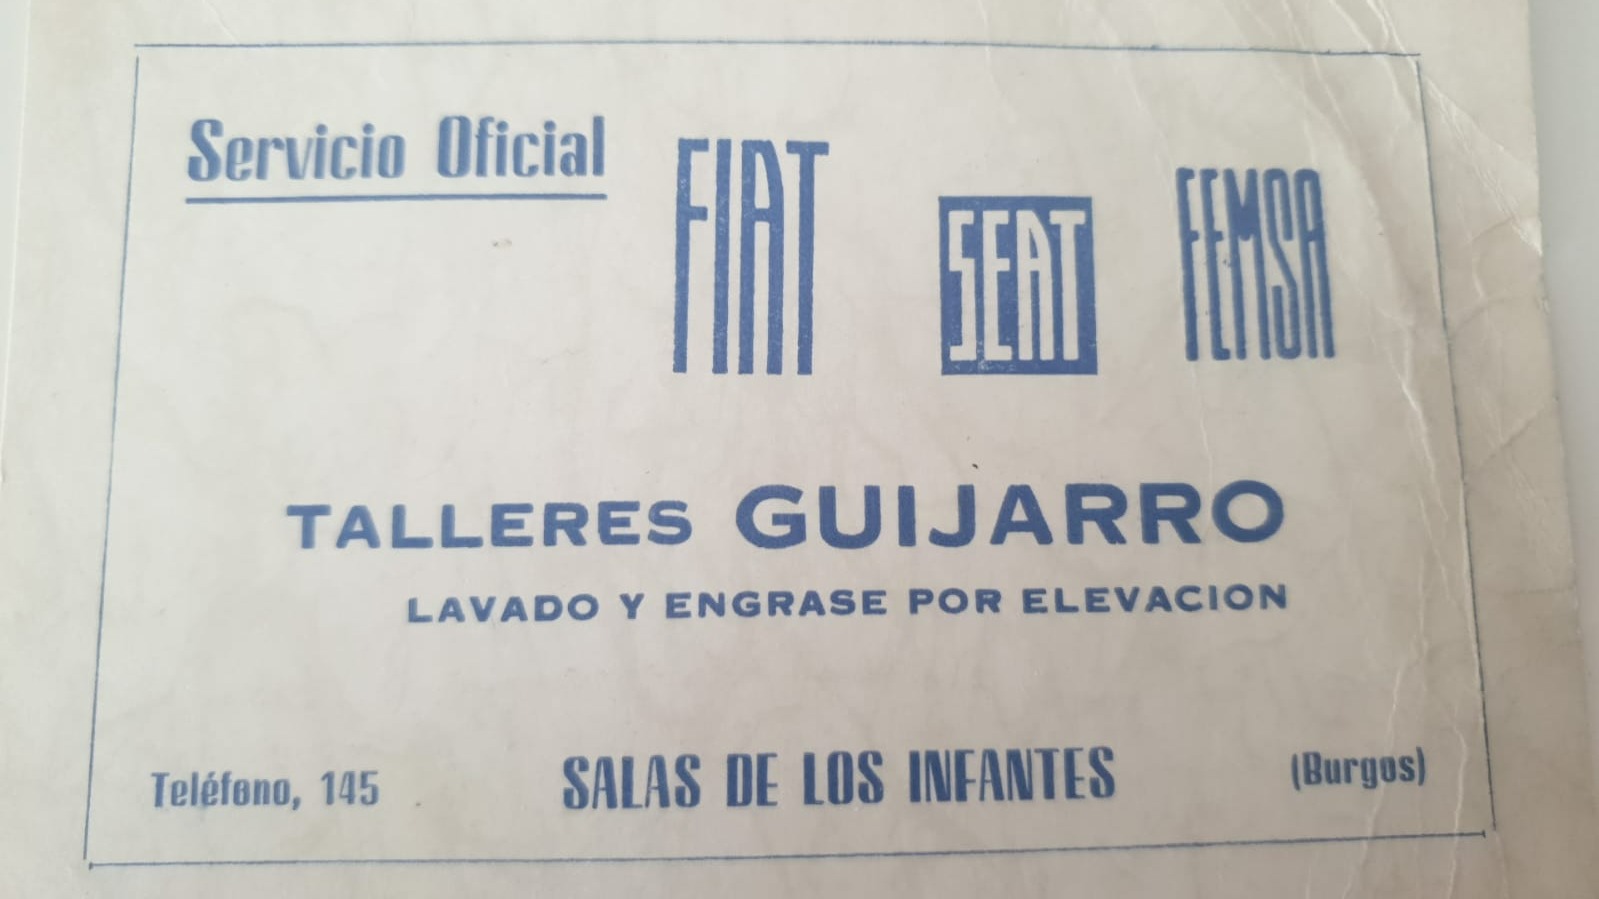 Servicio Oficial
FIAT
SEAT
FEMSA
TALLERES GUIJARRO
LAVADO Y ENGRASE POR ELEVACION
Teléfono, 145
SALAS DE LOS INFANTES
(Burgos)